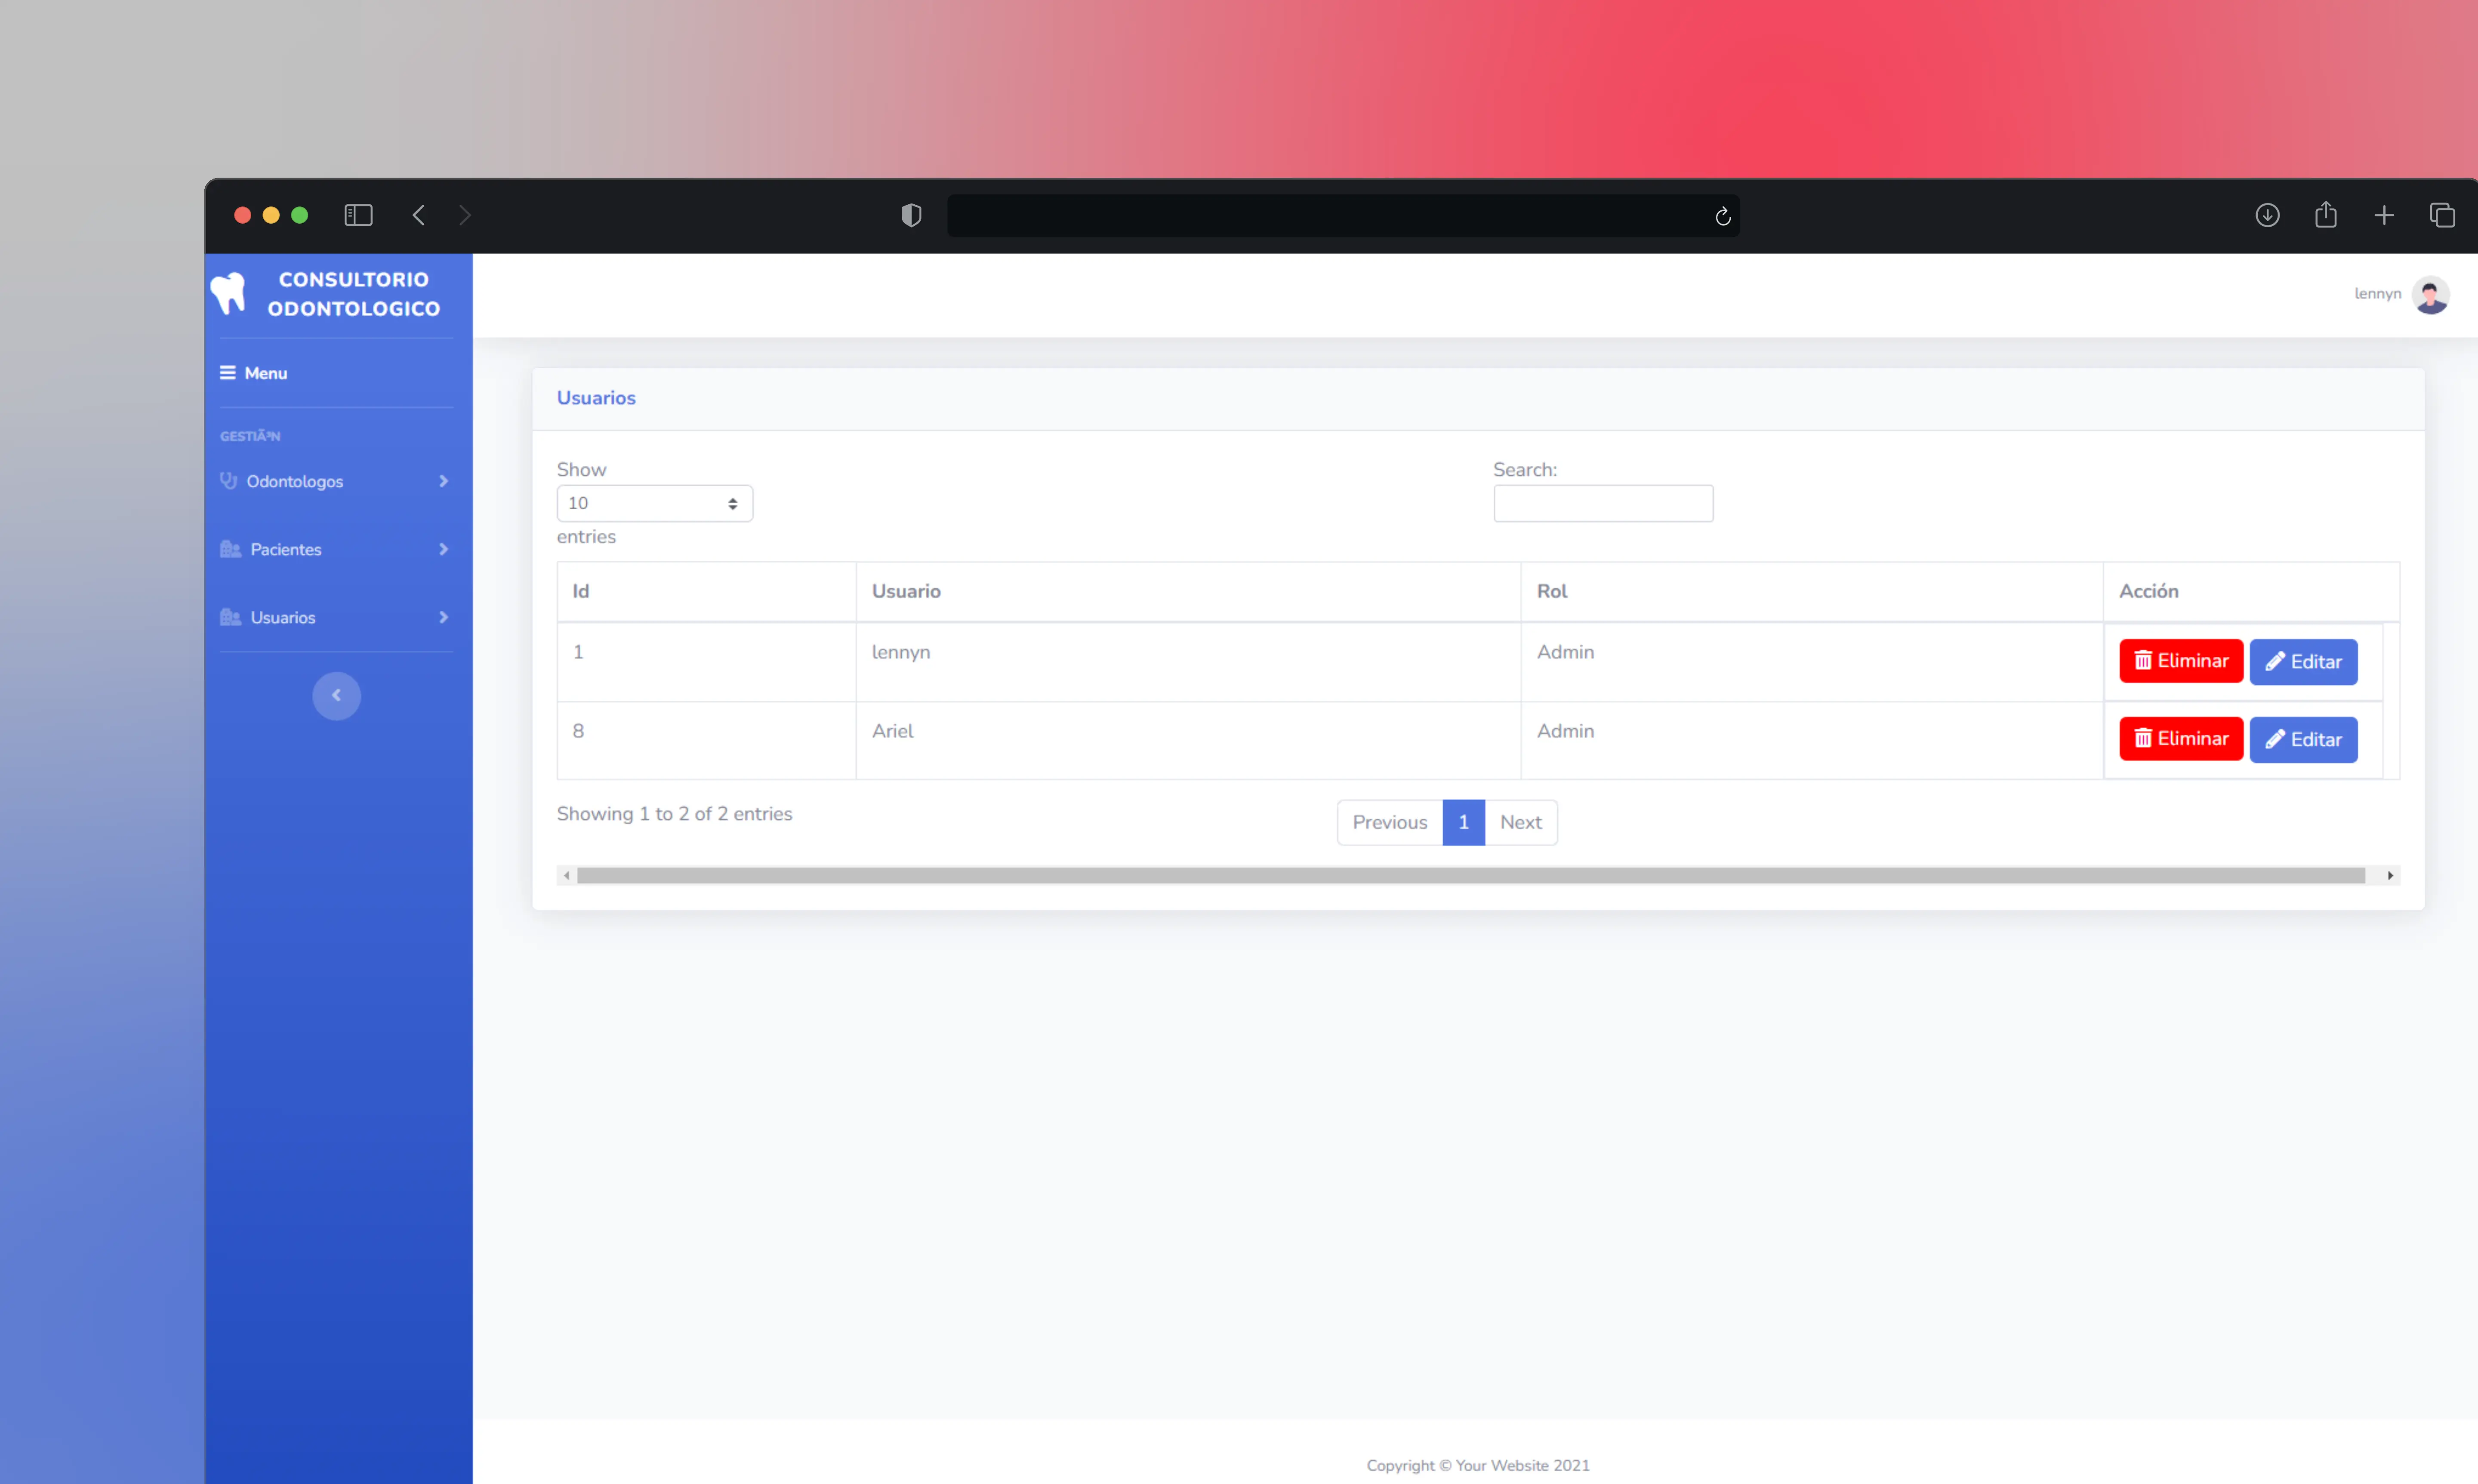 CONSULTORIO
ODONTOLOGICO
lennyn
Menu
GESTIÃ³N
Odontologos
Pacientes
Usuarios
Usuarios
Show
10
entries
Search:
Id Usuario Rol Acción
1 lennyn Admin Eliminar Editar
8 Ariel Admin Eliminar Editar
Showing 1 to 2 of 2 entries
Previous 1 Next
Copyright © Your Website 2021